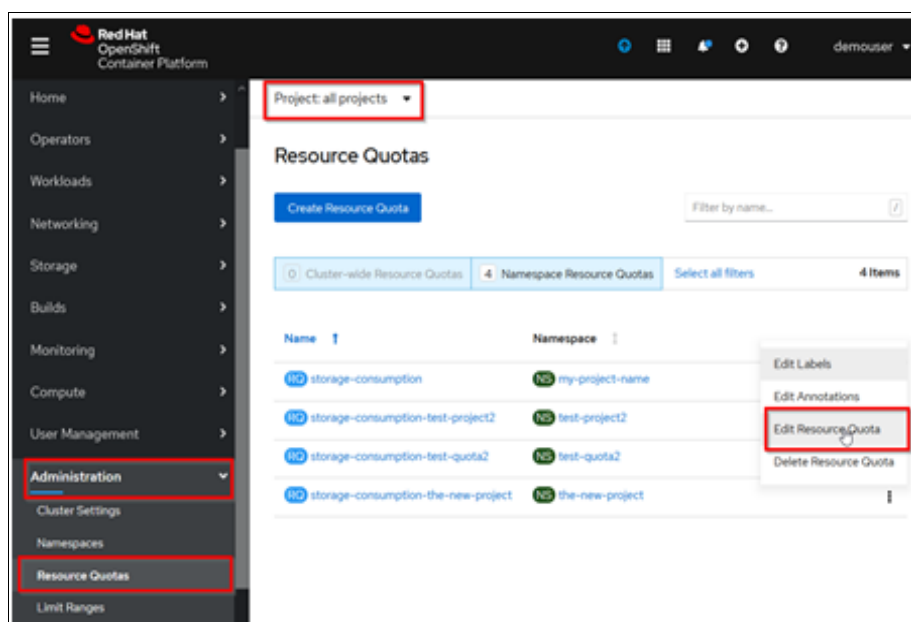 Red Hat
OpenShift
Container Platform
demouser
Home
Operators
Workloads
Networking
Storage
Builds
Monitoring
Compute
User Management
Administration
Cluster Settings
Namespaces
Resource Quotas
Limit Ranges
Project: all projects
Resource Quotas
Create Resource Quota
Filter by name...
/
0 Cluster-wide Resource Quotas
4 Namespace Resource Quotas
Select all filters
4 Items
Name
Namespace
RQ storage-consumption
NS my-project-name
RQ storage-consumption-test-project2
NS test-project2
RQ storage-consumption-test-quota2
NS test-quota2
RQ storage-consumption-the-new-project
NS the-new-project
Edit Labels
Edit Annotations
Edit Resource Quota
Delete Resource Quota